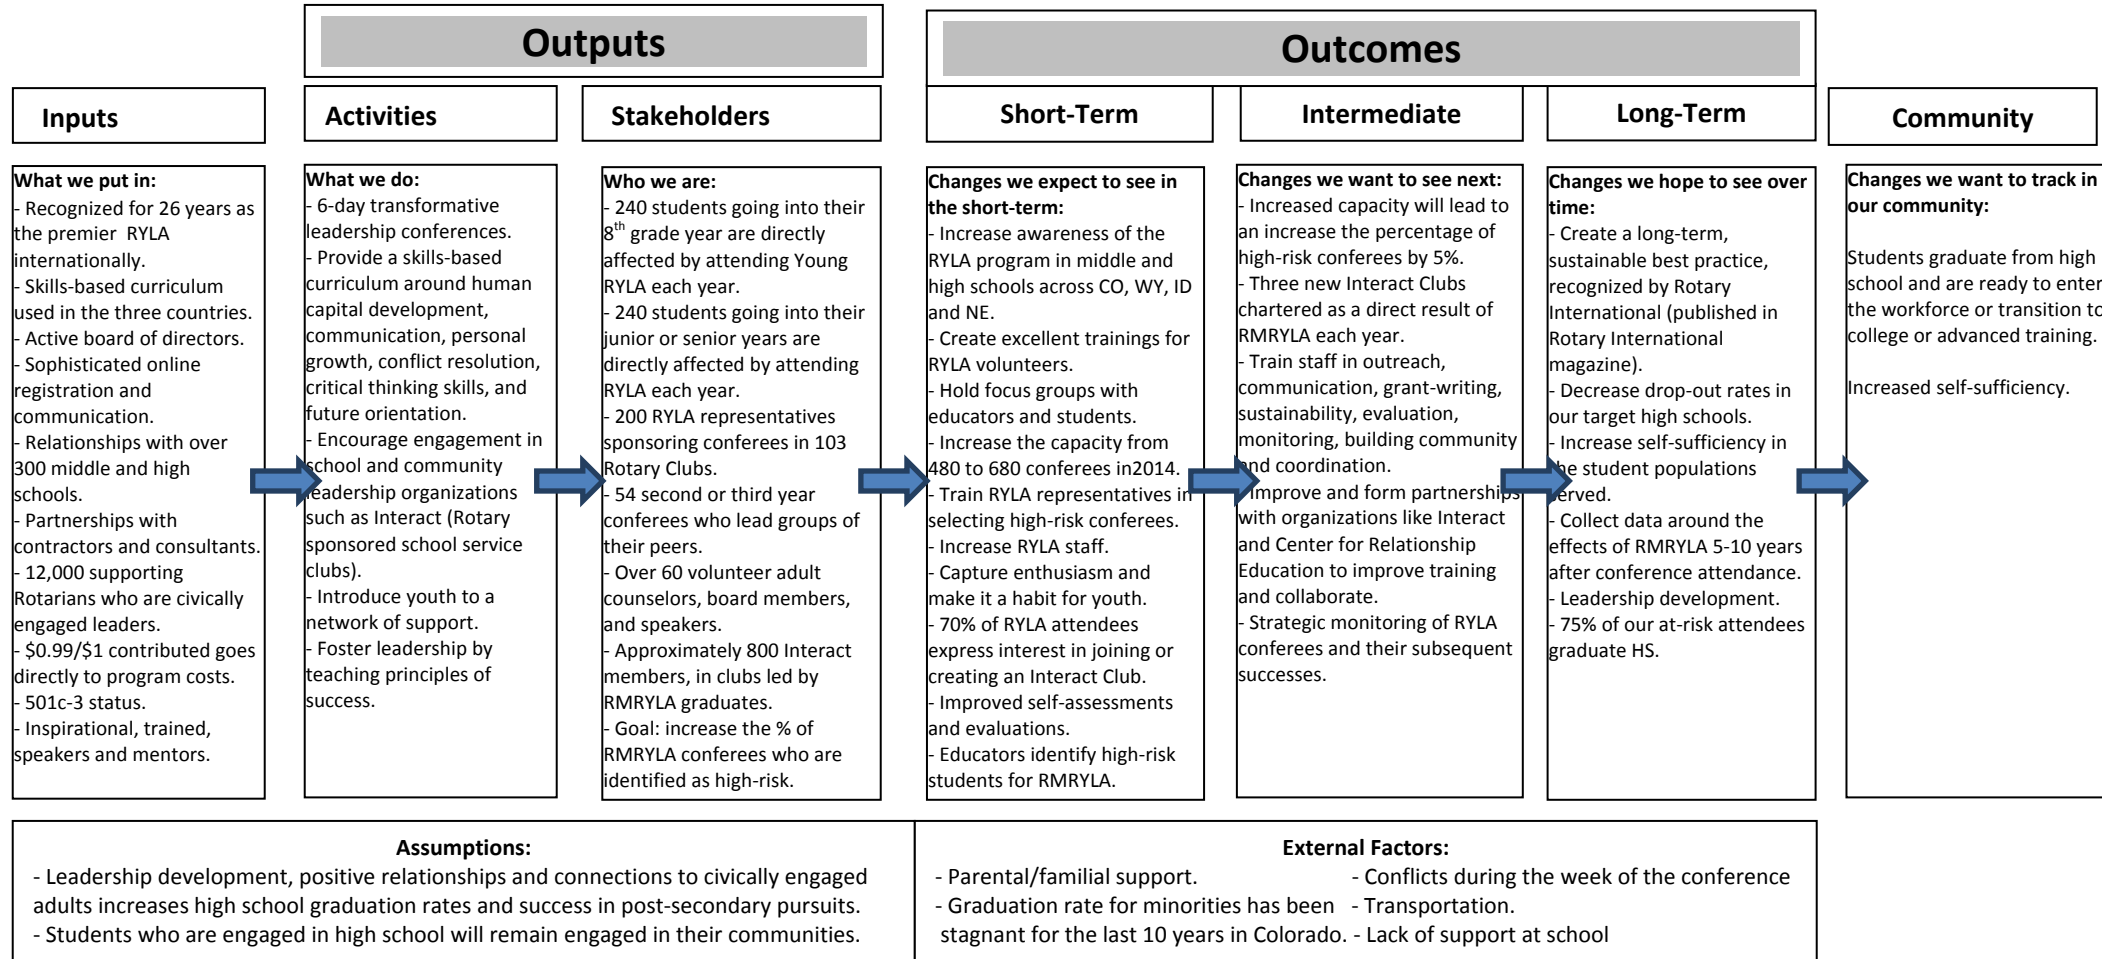 Outputs
Outcomes
Inputs
Activities
Stakeholders
Short-Term
Intermediate
Long-Term
Community
What we put in:
- Recognized for 26 years as
the premier RYLA
internationally.
- Skills-based curriculum
used in the three countries.
- Active board of directors.
- Sophisticated online
registration and
communication.
- Relationships with over
300 middle and high
schools.
- Partnerships with
contractors and consultants.
- 12,000 supporting
Rotarians who are civically
engaged leaders.
- $0.99/$1 contributed goes
directly to program costs.
- 501c-3 status.
- Inspirational, trained,
speakers and mentors.
What we do:
- 6-day transformative
leadership conferences.
- Provide a skills-based
curriculum around human
capital development,
communication, personal
growth, conflict resolution,
critical thinking skills, and
future orientation.
- Encourage engagement in
school and community
leadership organizations
such as Interact (Rotary
sponsored school service
clubs).
- Introduce youth to a
network of support.
- Foster leadership by
teaching principles of
success.
Who we are:
- 240 students going into their
8th grade year are directly
affected by attending Young
RYLA each year.
- 240 students going into their
junior or senior years are
directly affected by attending
RYLA each year.
- 200 RYLA representatives
sponsoring conferees in 103
Rotary Clubs.
- 54 second or third year
conferees who lead groups of
their peers.
- Over 60 volunteer adult
counselors, board members,
and speakers.
- Approximately 800 Interact
members, in clubs led by
RMRYLA graduates.
- Goal: increase the % of
RMRYLA conferees who are
identified as high-risk.
Changes we expect to see in
the short-term:
- Increase awareness of the
RYLA program in middle and
high schools across CO, WY, ID
and NE.
- Create excellent trainings for
RYLA volunteers.
- Hold focus groups with
educators and students.
- Increase the capacity from
480 to 680 conferees in2014.
- Train RYLA representatives in
selecting high-risk conferees.
- Increase RYLA staff.
- Capture enthusiasm and
make it a habit for youth.
- 70% of RYLA attendees
express interest in joining or
creating an Interact Club.
- Improved self-assessments
and evaluations.
- Educators identify high-risk
students for RMRYLA.
Changes we want to see next:
- Increased capacity will lead to
an increase the percentage of
high-risk conferees by 5%.
- Three new Interact Clubs
chartered as a direct result of
RMRYLA each year.
- Train staff in outreach,
communication, grant-writing,
sustainability, evaluation,
monitoring, building community
and coordination.
- Improve and form partnerships
with organizations like Interact
and Center for Relationship
Education to improve training
and collaborate.
- Strategic monitoring of RYLA
conferees and their subsequent
successes.
Changes we hope to see over
time:
- Create a long-term,
sustainable best practice,
recognized by Rotary
International (published in
Rotary International
magazine).
- Decrease drop-out rates in
our target high schools.
- Increase self-sufficiency in
the student populations
served.
- Collect data around the
effects of RMRYLA 5-10 years
after conference attendance.
- Leadership development.
- 75% of our at-risk attendees
graduate HS.
Changes we want to track in
our community:
Students graduate from high
school and are ready to enter
the workforce or transition to
college or advanced training.
Increased self-sufficiency.
Assumptions:
- Leadership development, positive relationships and connections to civically engaged
adults increases high school graduation rates and success in post-secondary pursuits.
- Students who are engaged in high school will remain engaged in their communities.
External Factors:
- Parental/familial support.
- Graduation rate for minorities has been
stagnant for the last 10 years in Colorado.
- Conflicts during the week of the conference
- Transportation.
- Lack of support at school